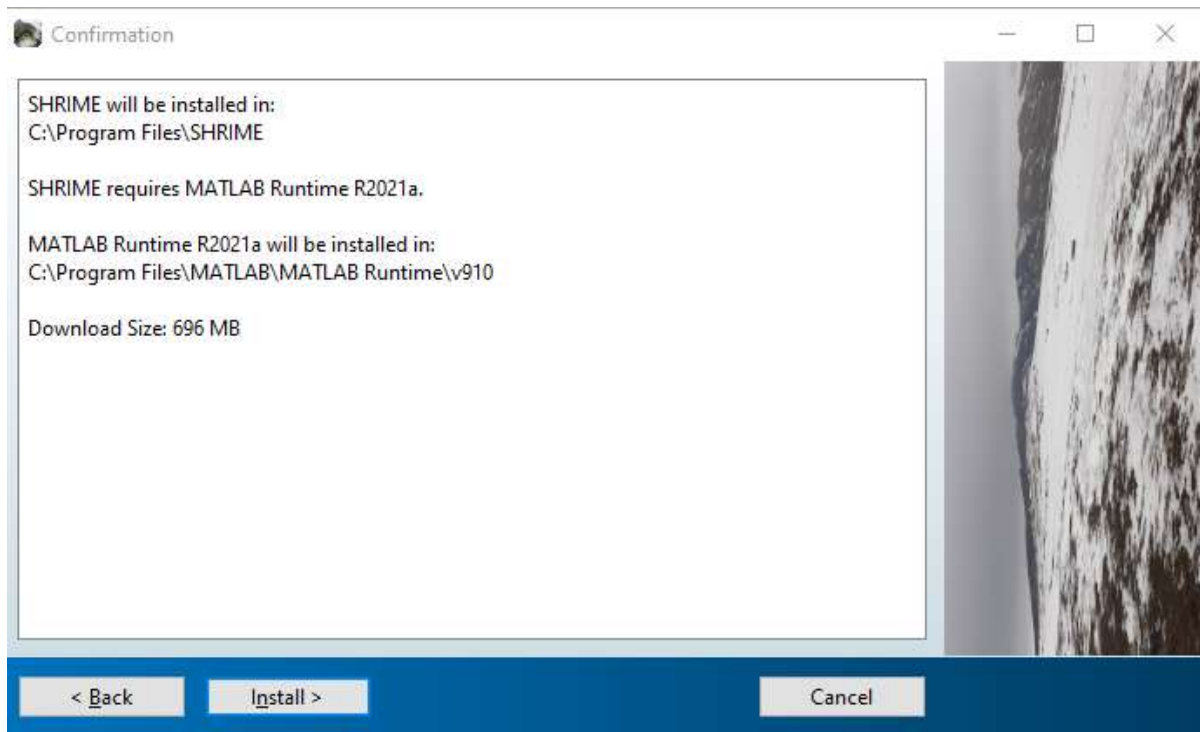 Confirmation
SHRIME will be installed in:
C:\Program Files\SHRIME
SHRIME requires MATLAB Runtime R2021a.
MATLAB Runtime R2021a will be installed in:
C:\Program Files\MATLAB\MATLAB Runtime\v910
Download Size: 696 MB
< Back
Install >
Cancel